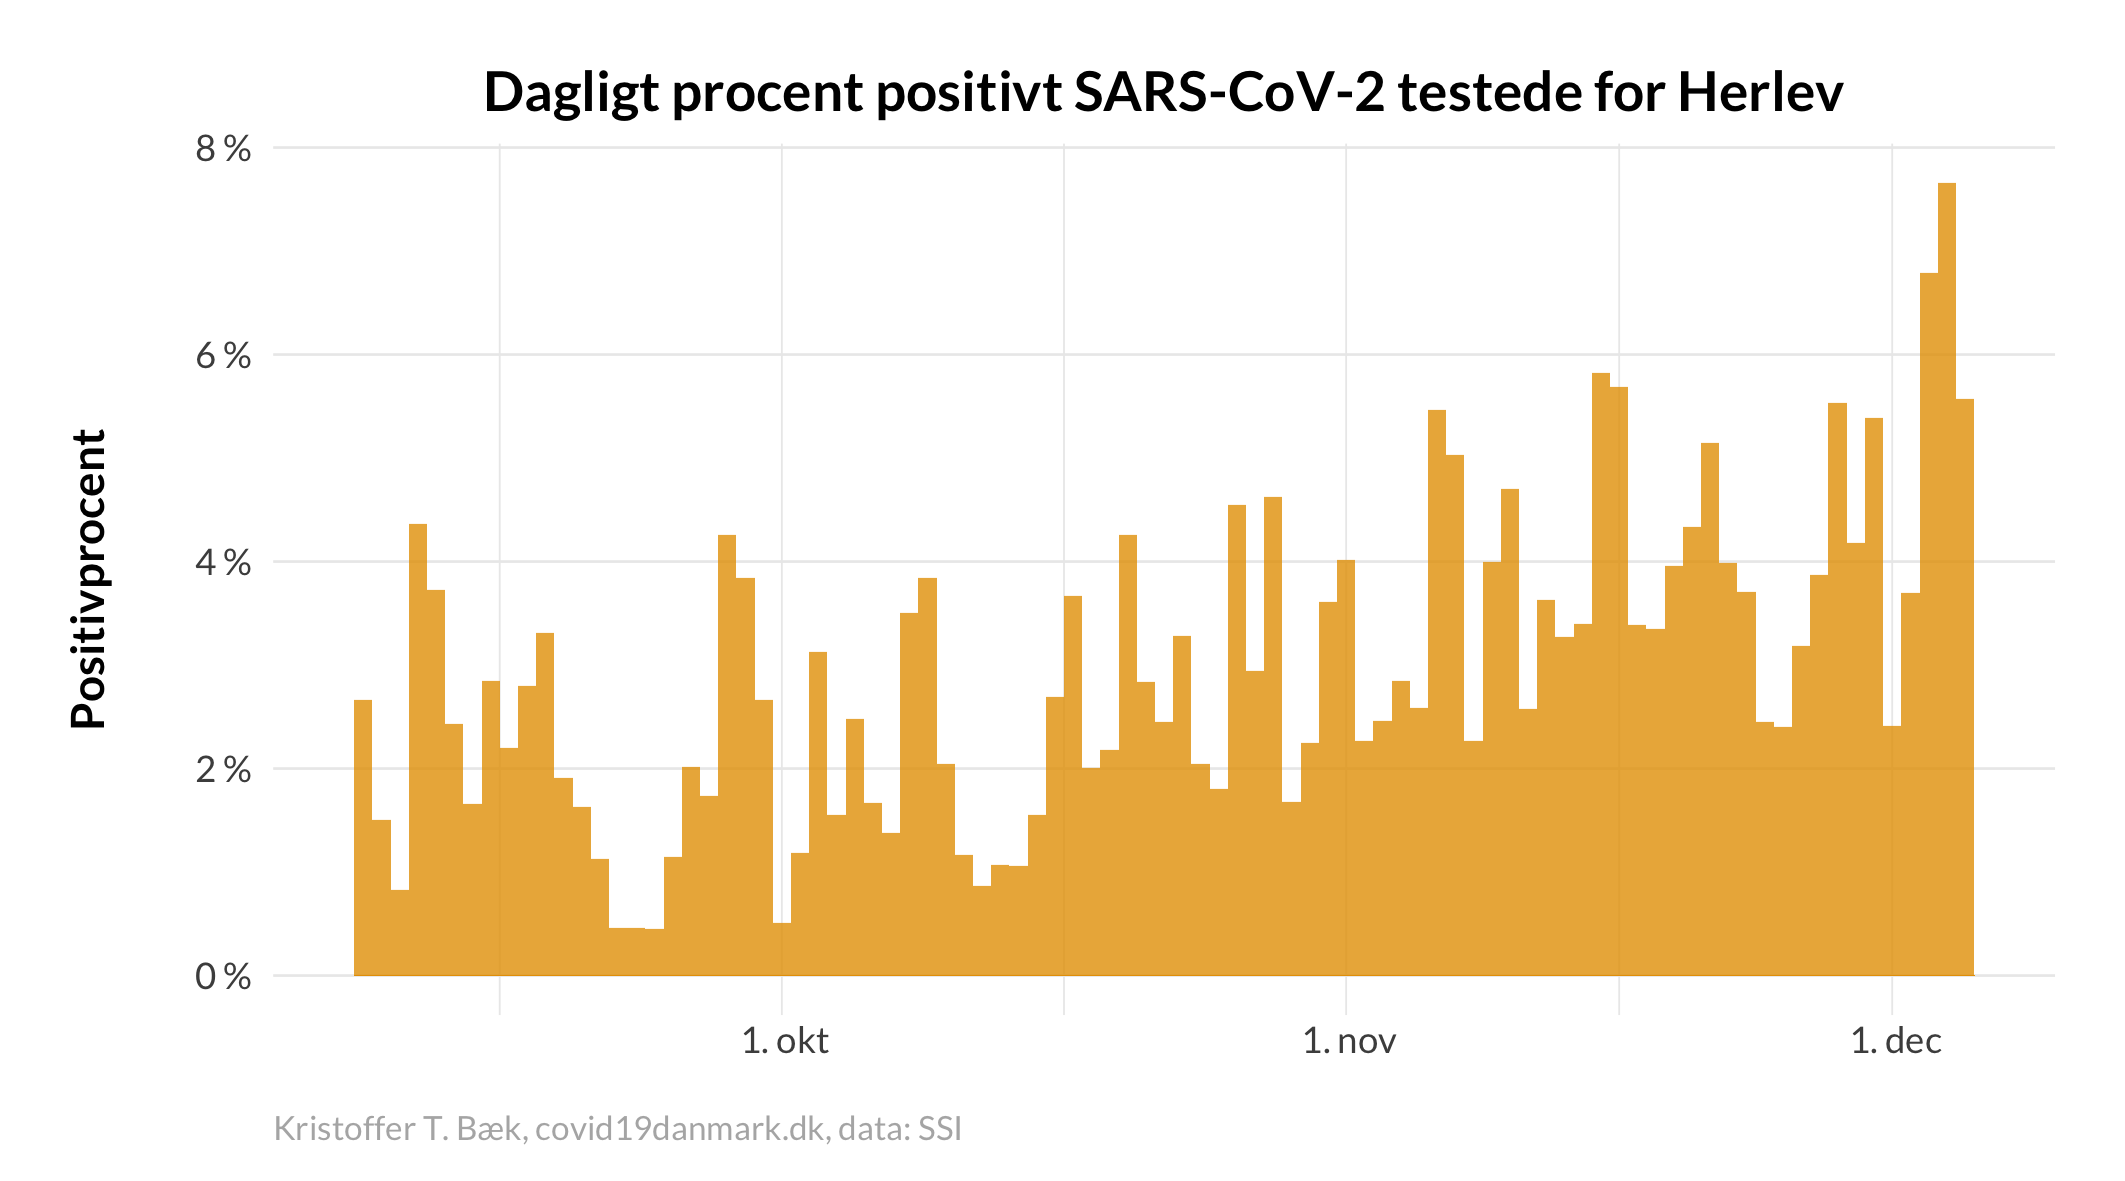 Dagligt procent positivt SARS-CoV-2 testede for Herlev
8 %
6 %
4 %
2 %
0 %
Positivprocent
1. okt
1. nov
1. dec
Kristoffer T. Bæk, covid19danmark.dk, data: SSI